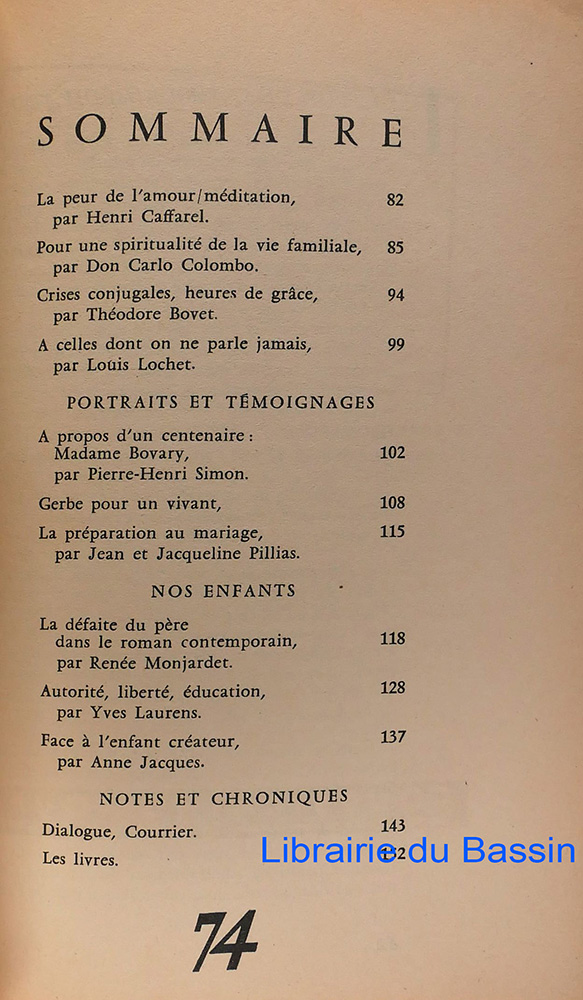 SOMMAIRE
La peur de l'amour/méditation, 82
par Henri Caffarel.
Pour une spiritualité de la vie familiale, 85
par Don Carlo Colombo.
Crises conjugales, heures de grâce, 94
par Théodore Bovet.
A celles dont on ne parle jamais, 99
par Louis Lochet.
PORTRAITS ET TÉMOIGNAGES
A propos d'un centenaire :
Madame Bovary, 102
par Pierre-Henri Simon.
Gerbe pour un vivant, 108
La préparation au mariage, 115
par Jean et Jacqueline Pillias.
NOS ENFANTS
La défaite du père
dans le roman contemporain, 118
par Renée Monjardet.
Autorité, liberté, éducation, 128
par Yves Laurens.
Face à l'enfant créateur, 137
par Anne Jacques.
NOTES ET CHRONIQUES
Dialogue, Courrier. 143
Les livres.
Librairie du Bassin
74